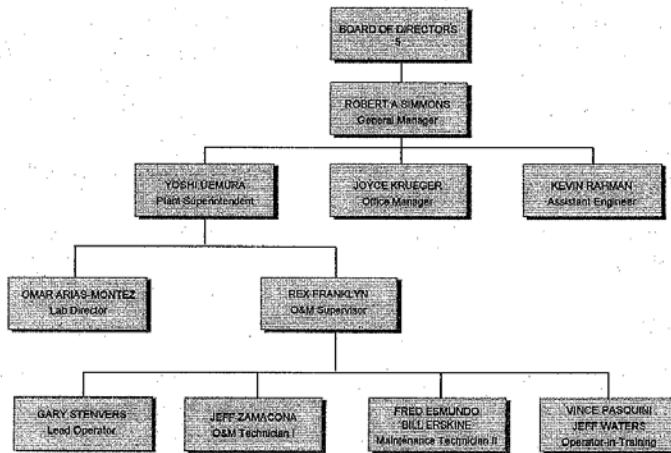 BOARD OF DIRECTORS
5
ROBERT A SIMMONS
General Manager
YOSHI UEMURA
Plant Superintendent
JOYCE KRUEGER
Office Manager
KEVIN RAHMAN
Assistant Engineer
OMAR ARIAS-MONTEZ
Lab Director
REX FRANKLYN
O&M Supervisor
GARY STENVERS
Lead Operator
JEFF ZAMACONA
O&M Technician I
FRED ESMUNDO
BILL ERSKINE
Maintenance Technician II
VINCE PASQUINI
JEFF WATERS
Operator-in-Training